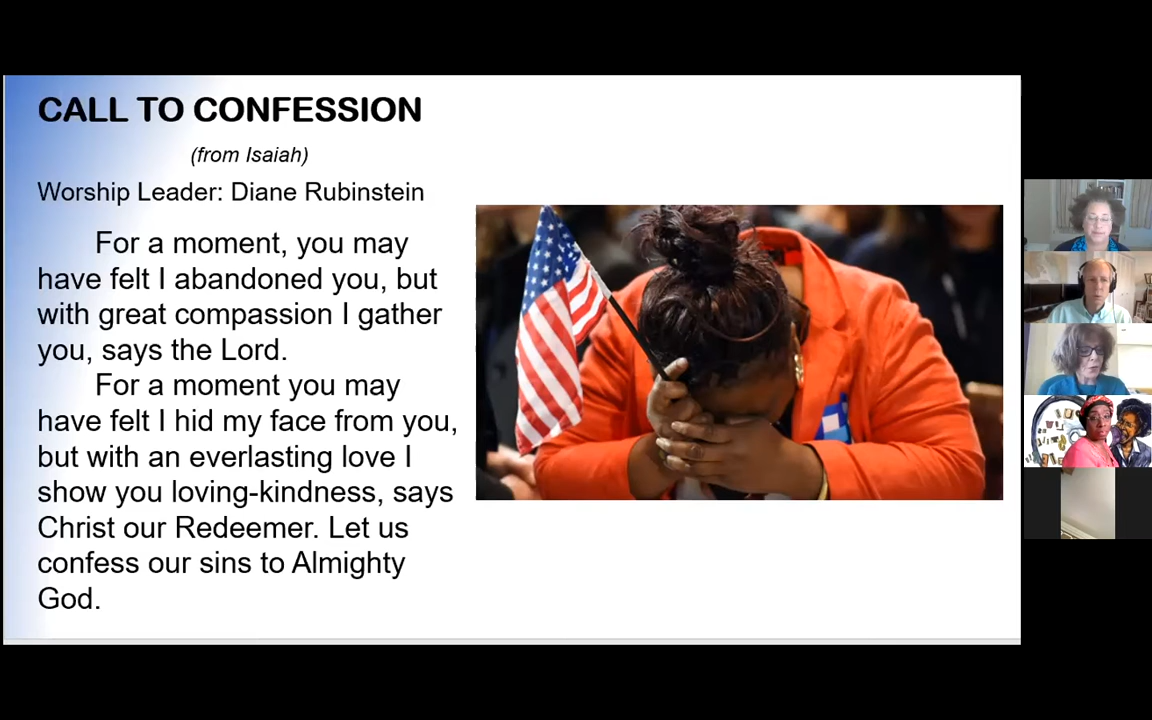 CALL TO CONFESSION
(from Isaiah)
Worship Leader: Diane Rubinstein
For a moment, you may
have felt I abandoned you, but
with great compassion I gather
you, says the Lord.
For a moment you may
have felt I hid my face from you,
but with an everlasting love I
show you loving-kindness, says
Christ our Redeemer. Let us
confess our sins to Almighty
God.